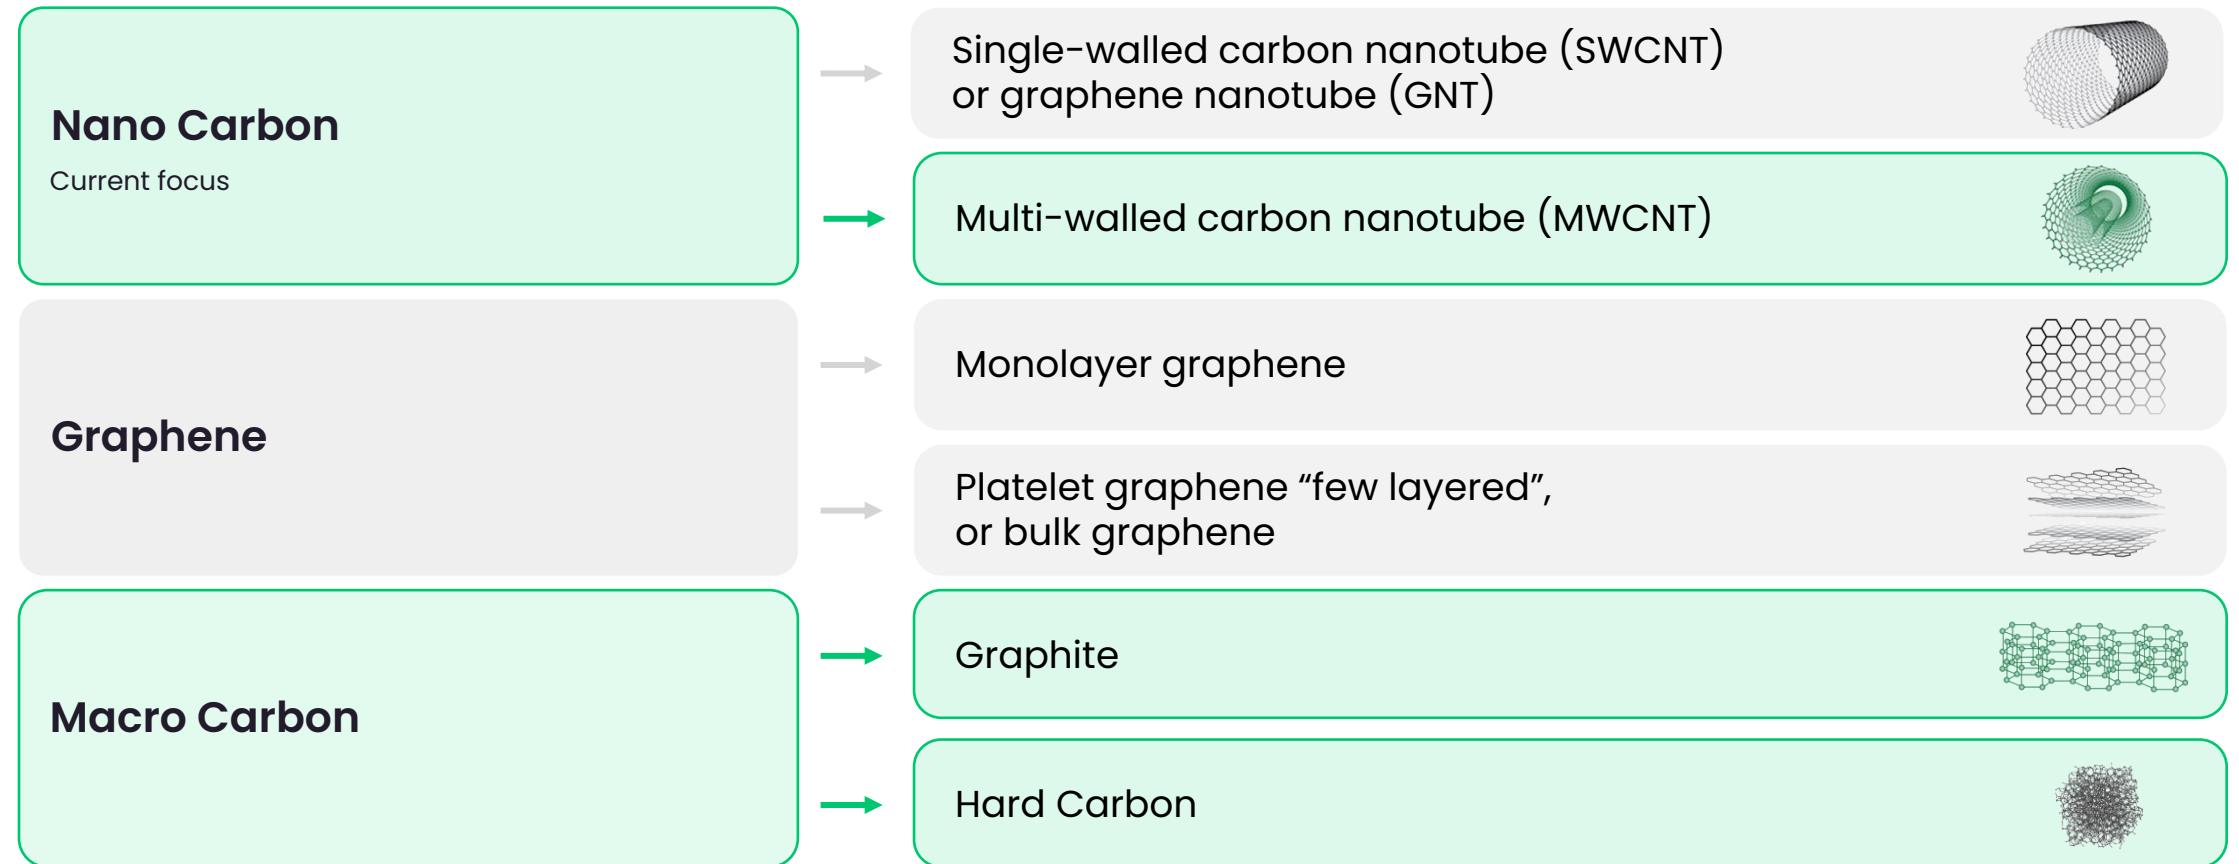 Nano Carbon
Current focus
Single-walled carbon nanotube (SWCNT)
or graphene nanotube (GNT)
Multi-walled carbon nanotube (MWCNT)
Graphene
Monolayer graphene
Platelet graphene “few layered”,
or bulk graphene
Macro Carbon
Graphite
Hard Carbon